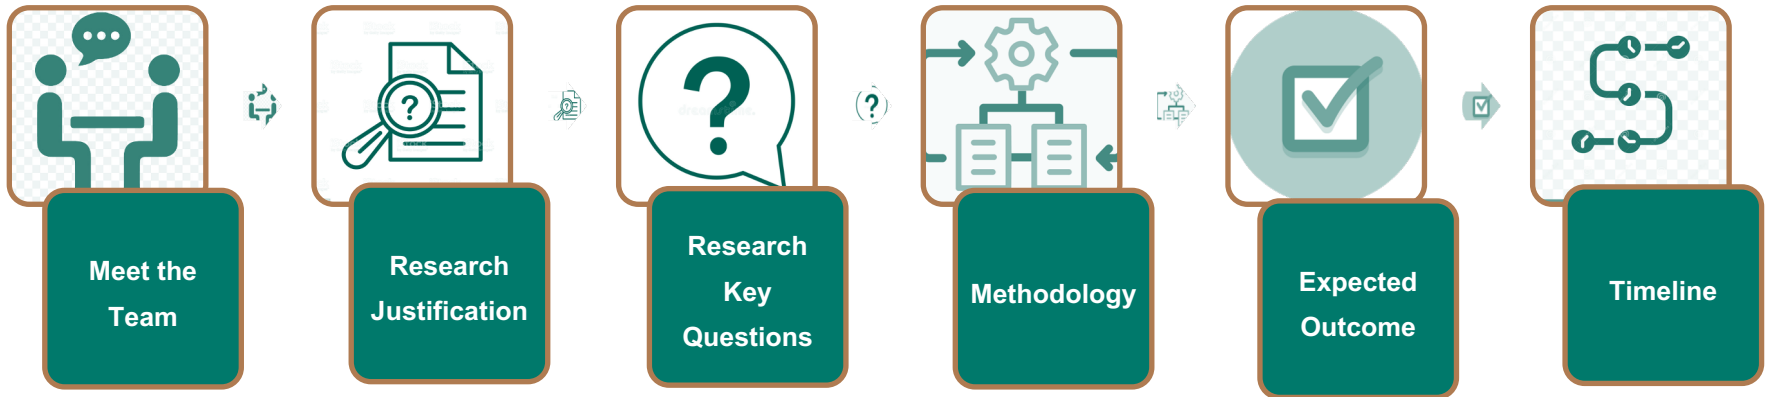 Meet the
Team
Research
Justification
Research
Key
Questions
Methodology
Expected
Outcome
Timeline